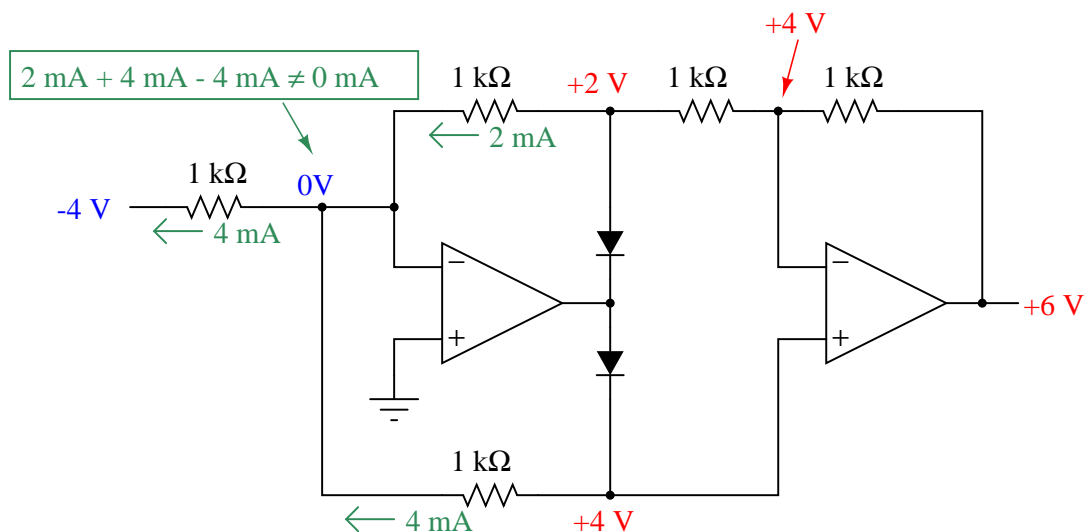 +4 V
2 mA + 4 mA - 4 mA ≠ 0 mA
1 kΩ
+2 V
1 kΩ
1 kΩ
2 mA
1 kΩ
0V
-4 V
4 mA
−
−
+6 V
+
+
1 kΩ
4 mA
+4 V